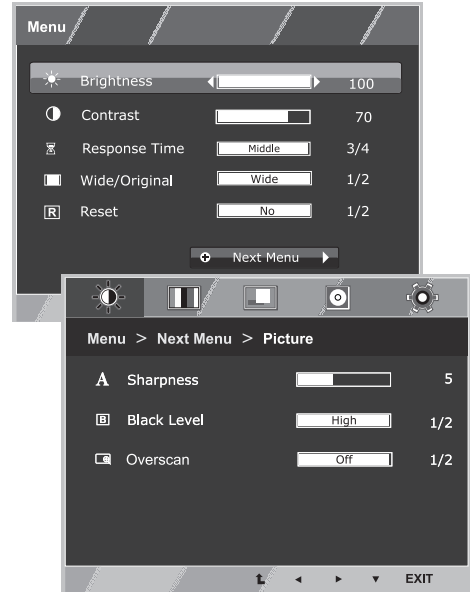 Menu
Brightness 100
Contrast 70
Response Time Middle 3/4
Wide/Original Wide 1/2
R Reset No 1/2
Next Menu
Menu > Next Menu > Picture
A Sharpness 5
B Black Level High 1/2
Overscan Off 1/2
EXIT